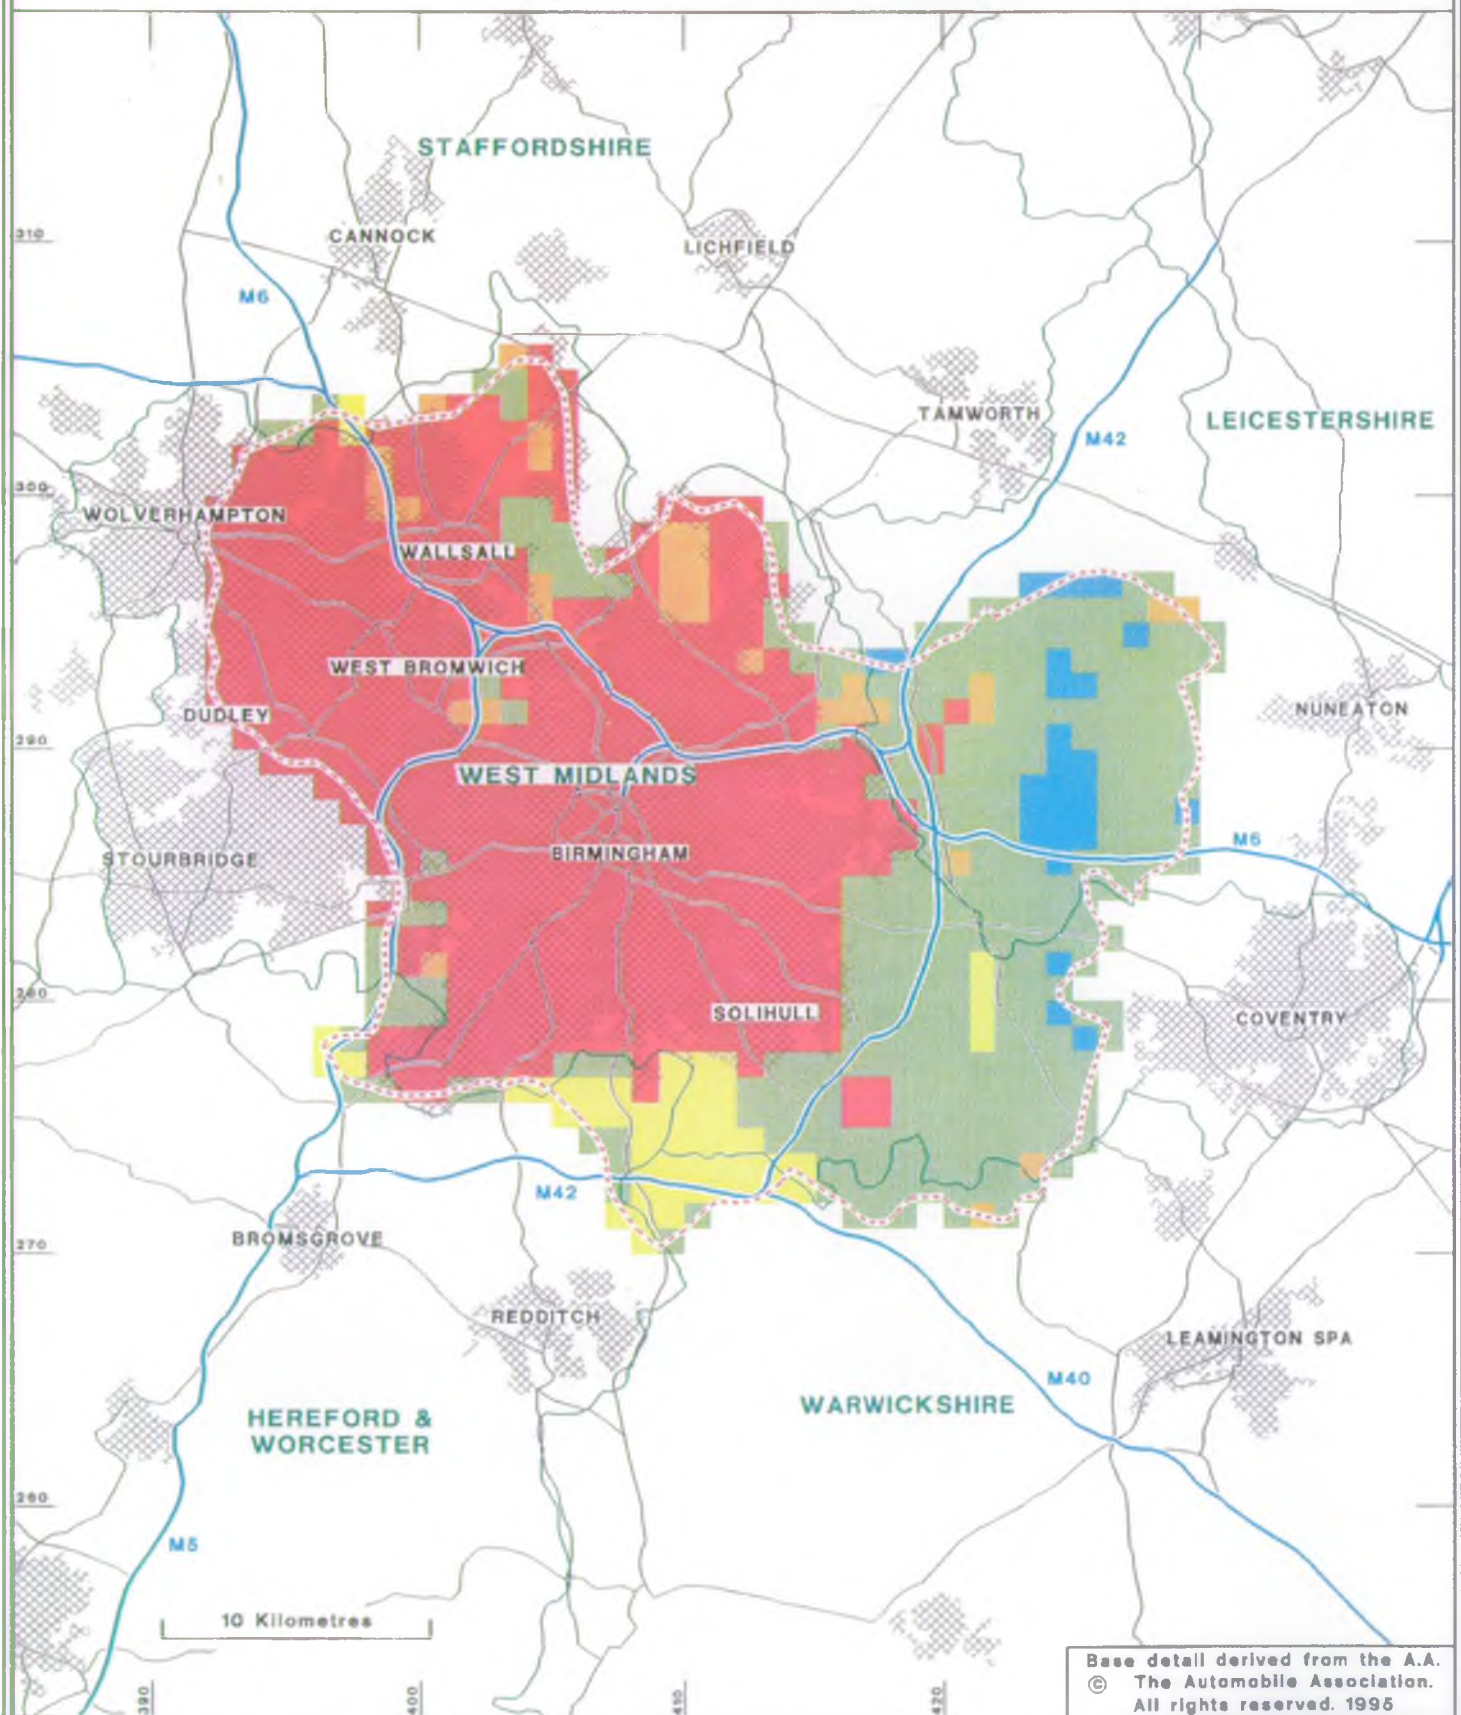 STAFFORDSHIRE
310
CANNOCK
LICHFIELD
M6
TAMWORTH
LEICESTERSHIRE
M42
300
WOLVERHAMPTON
WALLSALL
WEST BROMWICH
DUDLEY
NUNEATON
290
WEST MIDLANDS
M6
BIRMINGHAM
STOURBRIDGE
280
SOLIHULL
COVENTRY
M42
BROMSGROVE
270
REDDITCH
LEAMINGTON SPA
M40
HEREFORD &
WORCESTER
WARWICKSHIRE
260
M5
10 Kilometres
390
400
410
420
Base detail derived from the A.A.
© The Automobile Association.
All rights reserved. 1995